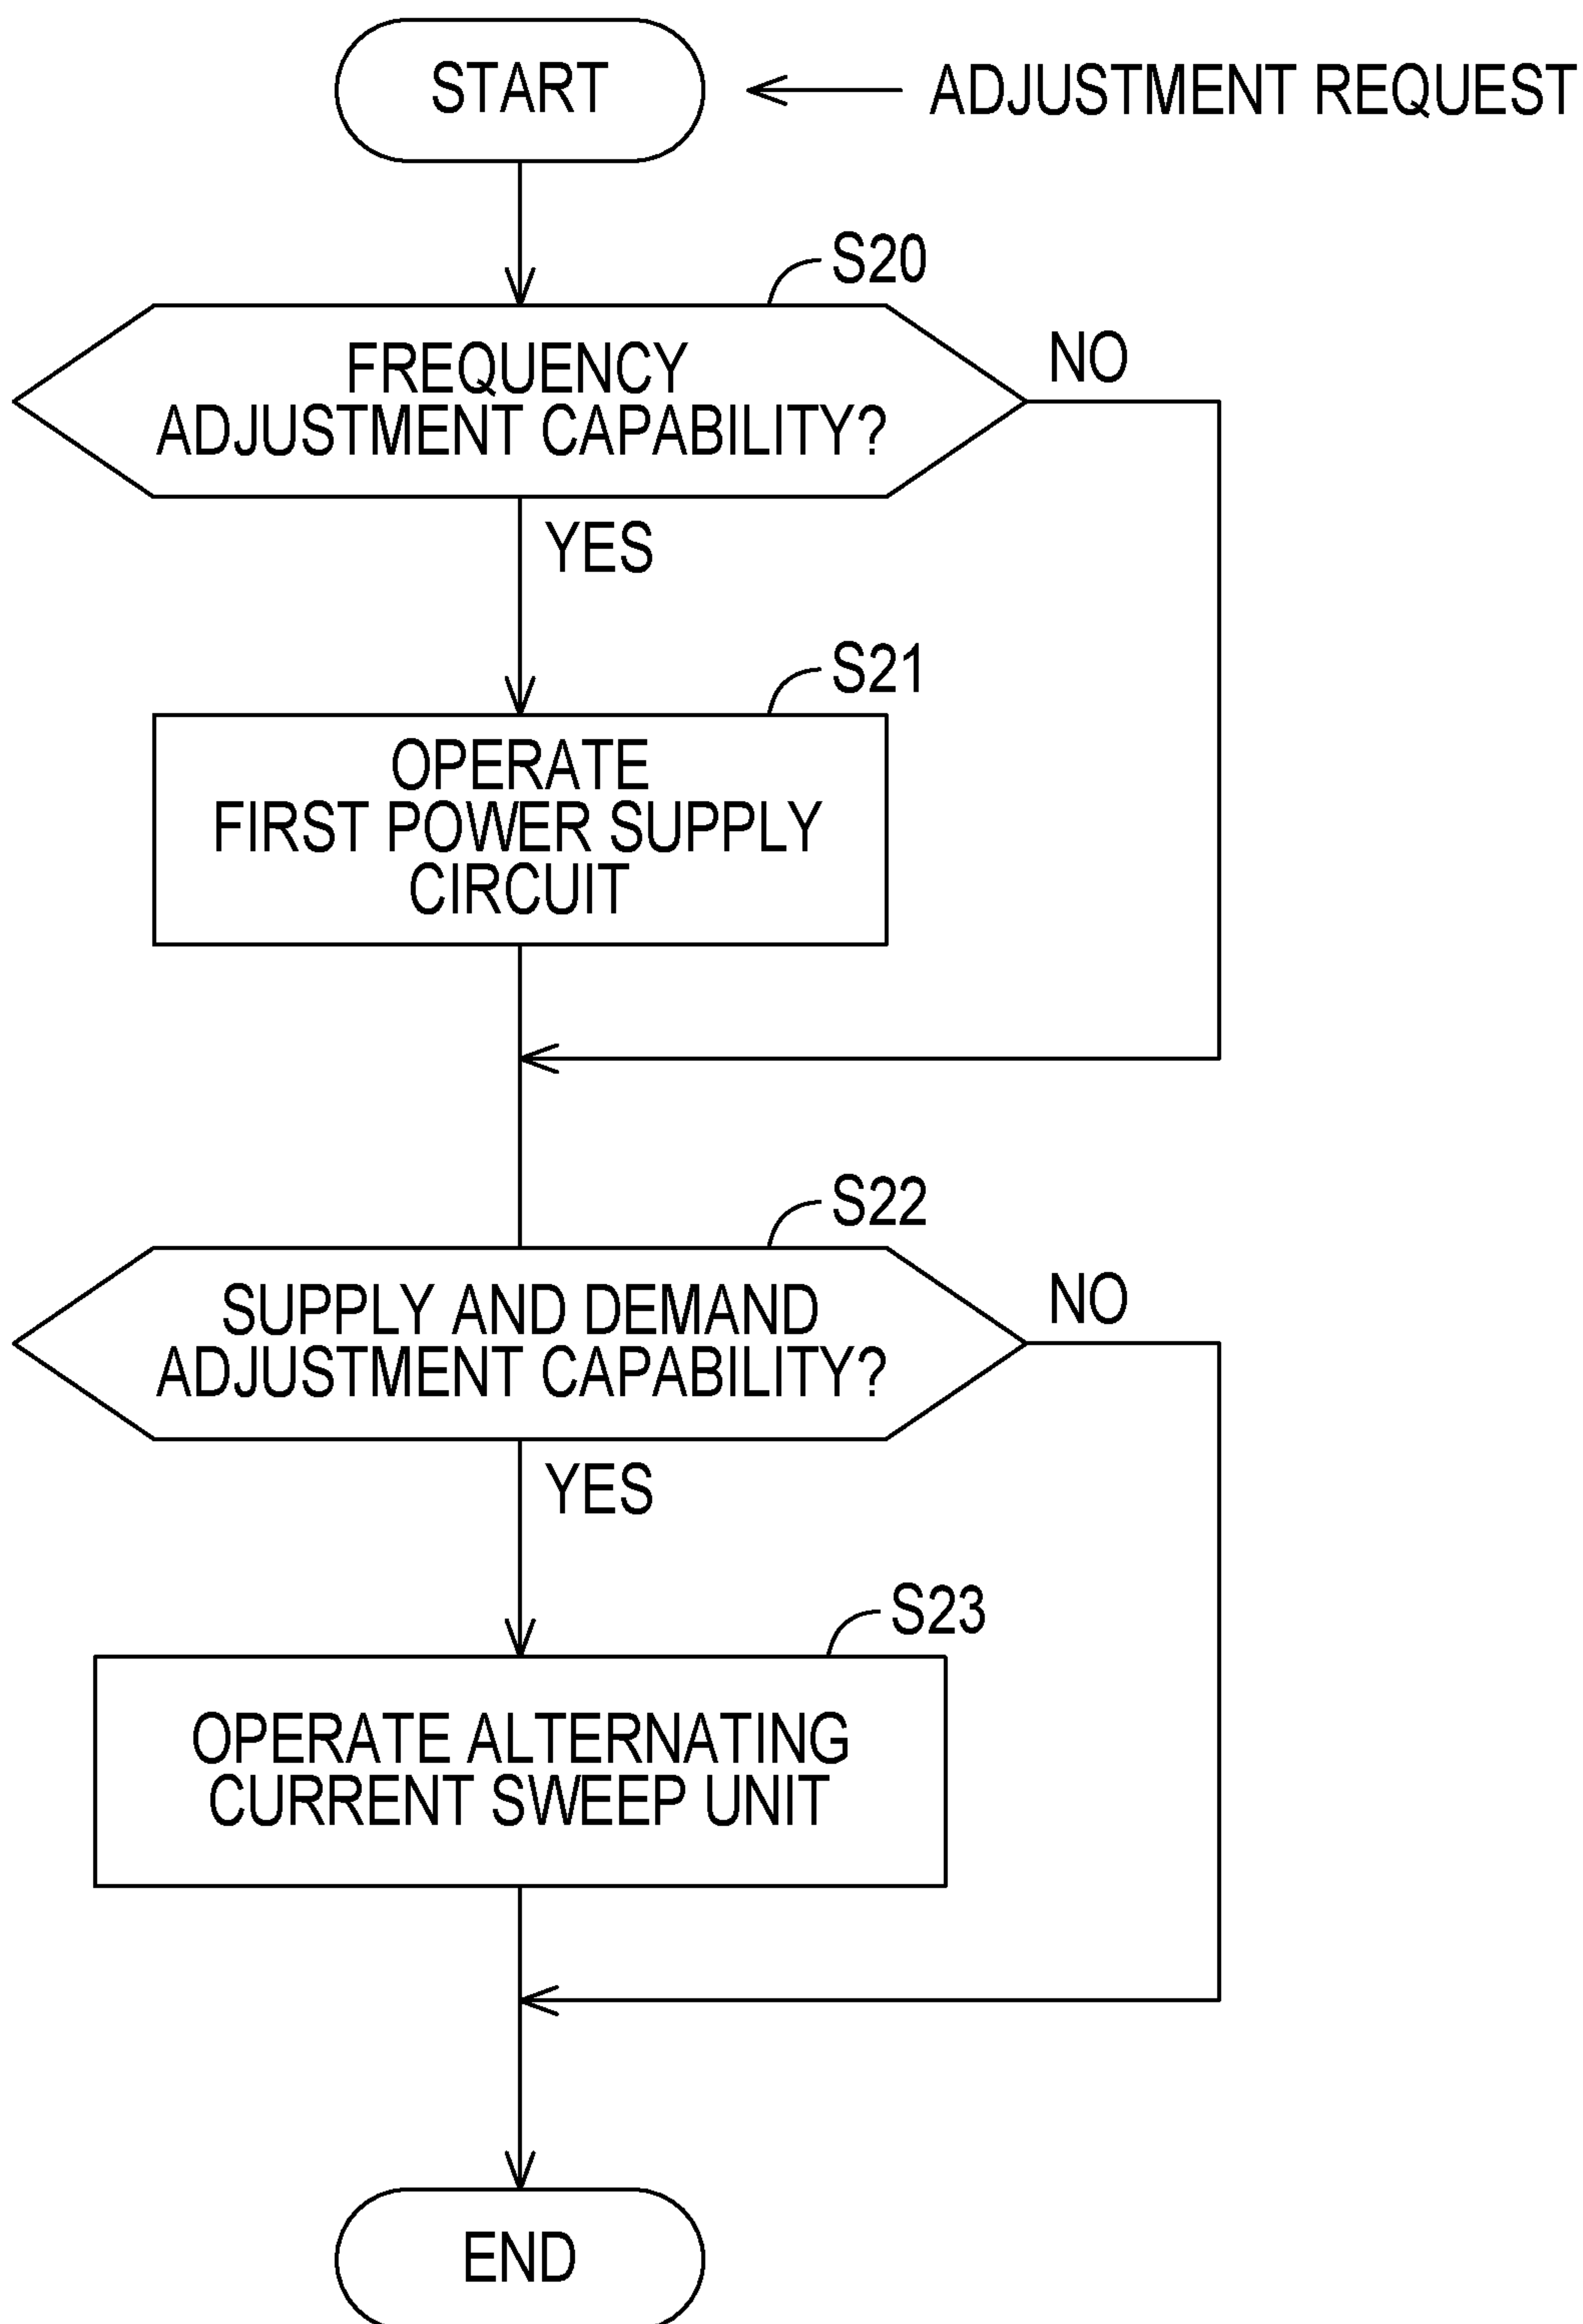 START
ADJUSTMENT REQUEST
S20
FREQUENCY
ADJUSTMENT CAPABILITY?
NO
YES
S21
OPERATE
FIRST POWER SUPPLY
CIRCUIT
S22
SUPPLY AND DEMAND
ADJUSTMENT CAPABILITY?
NO
YES
S23
OPERATE ALTERNATING
CURRENT SWEEP UNIT
END